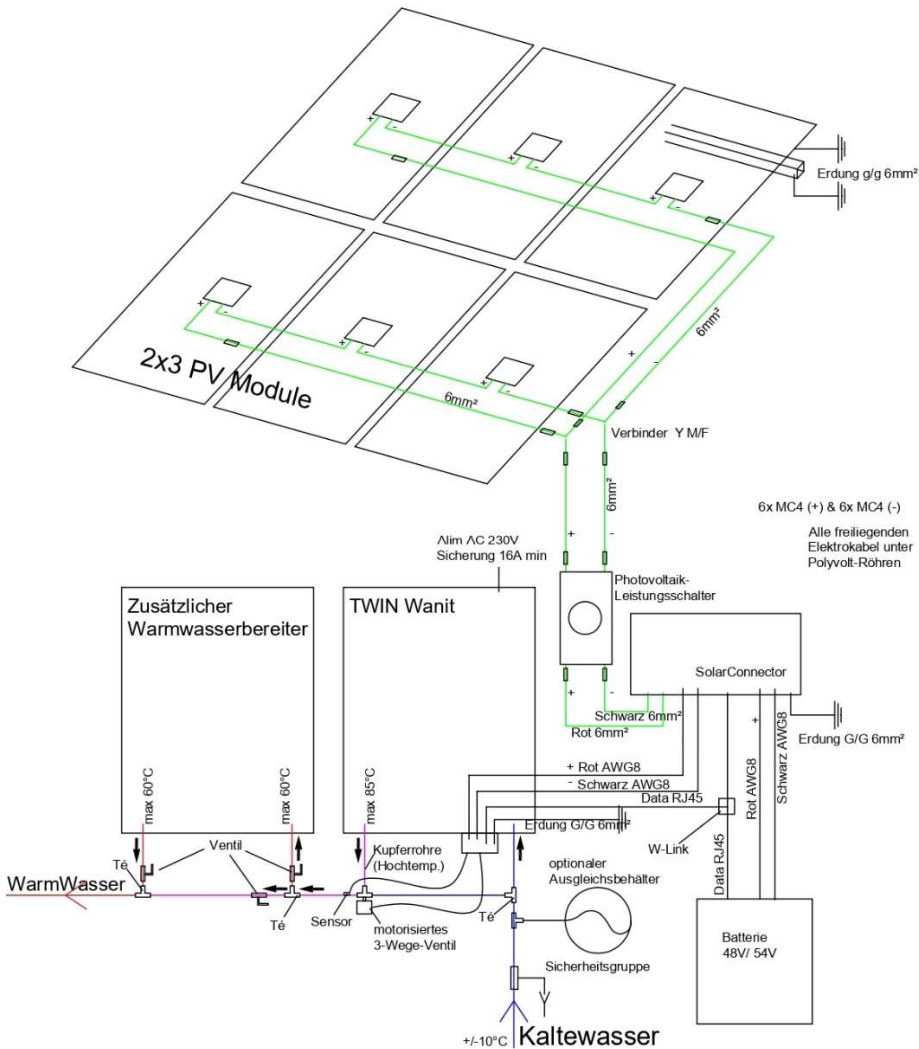 +
-
+
-
+
-
Erdung g/g 6mm²
+
-
+
-
+
-
+
-
6mm²
2x3 PV Module
6mm²
Verbinder Y M/F
6mm²
6x MC4 (+) & 6x MC4 (-)
Alle freiliegenden
Elektrokabel unter
Polyvolt-Röhren
+
-
Alim AC 230V
Sicherung 16A min
Photovoltaik-
Leistungsschalter
Zusätzlicher
Warmwasserbereiter
TWIN Wanit
SolarConnector
+
-
Schwarz 6mm²
Rot 6mm²
+
Erdung G/G 6mm²
Rot AWG8
Schwarz AWG8
+ Rot AWG8
- Schwarz AWG8
Data RJ45
max 60°C
max 60°C
max 85°C
Erdung G/G 6mm²
W-Link
Data RJ45
Té
Ventil
Kupferrohre
(Hochtemp.)
optionaler
Ausgleichsbehälter
WarmWasser
Té
Sensor
motorisiertes
3-Wege-Ventil
Té
Sicherheitsgruppe
Batterie
48V/ 54V
+/-10°C
Kaltewasser